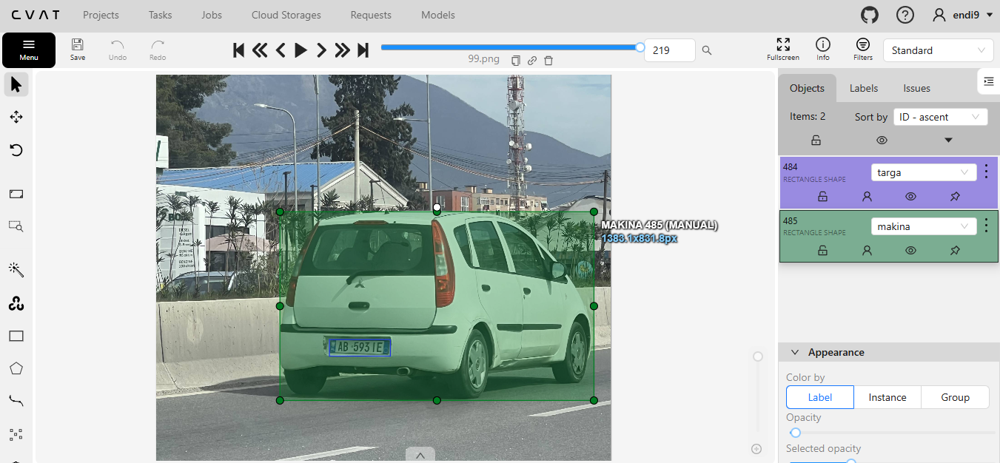 CVAT
Projects
Tasks
Jobs
Cloud Storages
Requests
Models
endi9
Menu
Save
Undo
Redo
99.png
219
Fullscreen
Info
Filters
Standard
Objects
Labels
Issues
Items: 2
Sort by
ID - ascent
484
RECTANGLE SHAPE
targa
485
RECTANGLE SHAPE
makina
MAKINA 485 (MANUAL)
1383.1x831.8px
AB 593 IE
Appearance
Color by
Label
Instance
Group
Opacity
Selected opacity